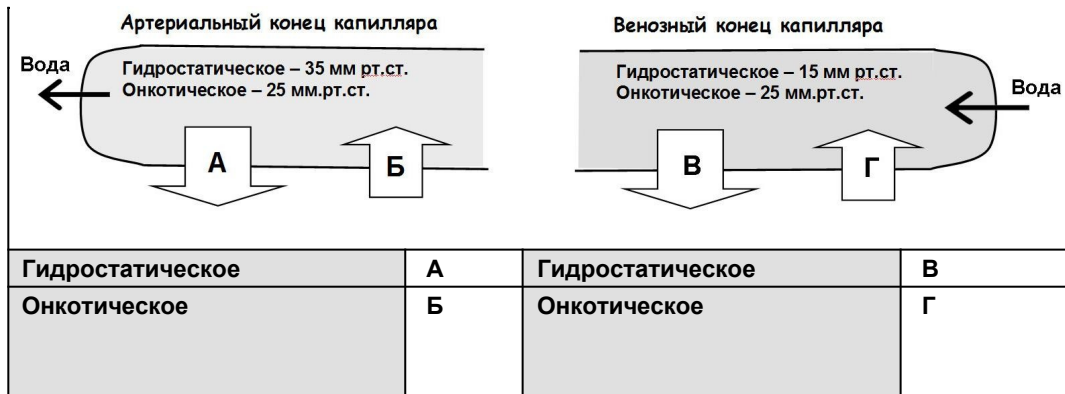 Артериальный конец капилляра
Венозный конец капилляра
Вода
Гидростатическое – 35 мм рт.ст.
Онкотическое – 25 мм.рт.ст.
Гидростатическое – 15 мм рт.ст.
Онкотическое – 25 мм.рт.ст.
Вода
А
Б
В
Г
Гидростатическое А Гидростатическое В
Онкотическое Б Онкотическое Г